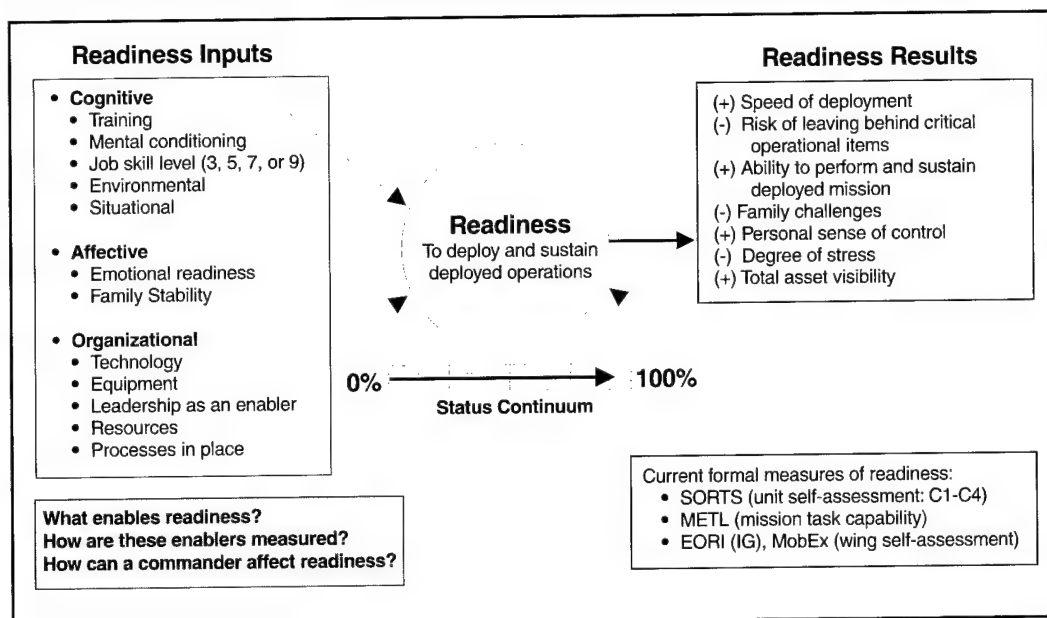 Readiness Inputs
• Cognitive
• Training
• Mental conditioning
• Job skill level (3, 5, 7, or 9)
• Environmental
• Situational
• Affective
• Emotional readiness
• Family Stability
• Organizational
• Technology
• Equipment
• Leadership as an enabler
• Resources
• Processes in place
What enables readiness?
How are these enablers measured?
How can a commander affect readiness?
Readiness
To deploy and sustain
deployed operations
0%
100%
Status Continuum
Readiness Results
(+) Speed of deployment
(-) Risk of leaving behind critical
operational items
(+) Ability to perform and sustain
deployed mission
(-) Family challenges
(+) Personal sense of control
(-) Degree of stress
(+) Total asset visibility
Current formal measures of readiness:
• SORTS (unit self-assessment: C1-C4)
• METL (mission task capability)
• EORI (IG), MobEx (wing self-assessment)